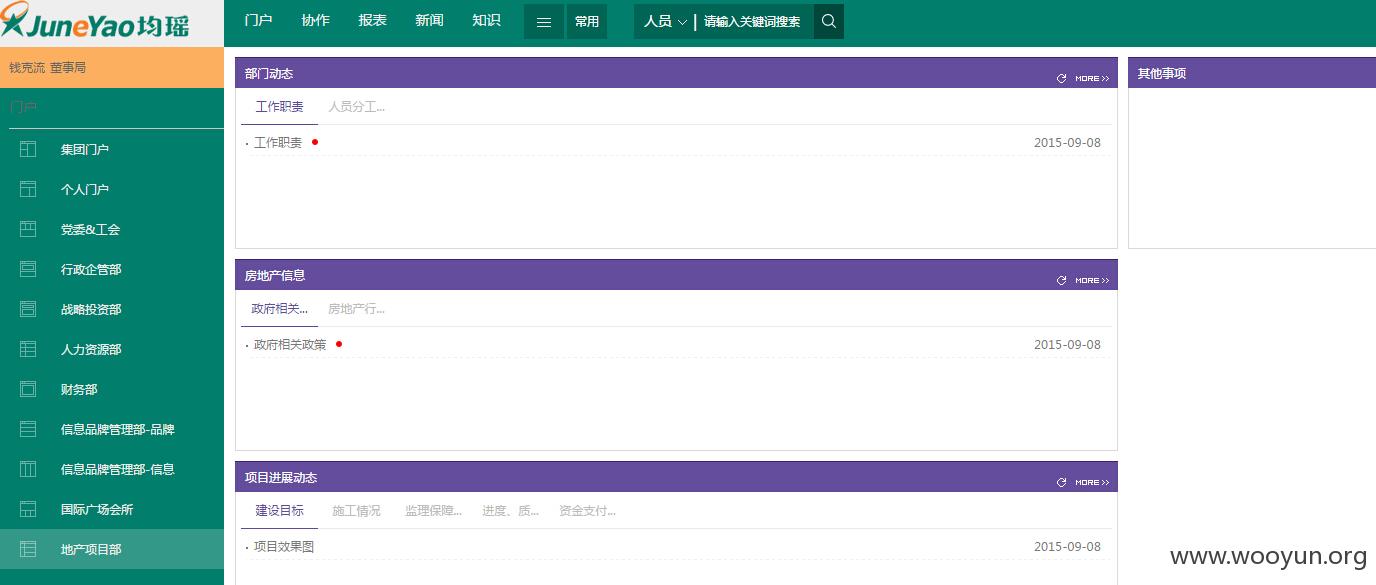 JuneYao均瑶
门户 协作 报表 新闻 知识 常用 人员 请输入关键词搜索
钱克流 董事局
门户
集团门户
个人门户
党委&工会
行政企管部
战略投资部
人力资源部
财务部
信息品牌管理部-品牌
信息品牌管理部-信息
国际广场会所
地产项目部
部门动态 MORE>>
工作职责 人员分工...
· 工作职责 2015-09-08
房地产信息 MORE>>
政府相关... 房地产行...
· 政府相关政策 2015-09-08
项目进展动态 MORE>>
建设目标 施工情况 监理保障... 进度、质... 资金支付...
· 项目效果图 2015-09-08
其他事项
www.wooyun.org